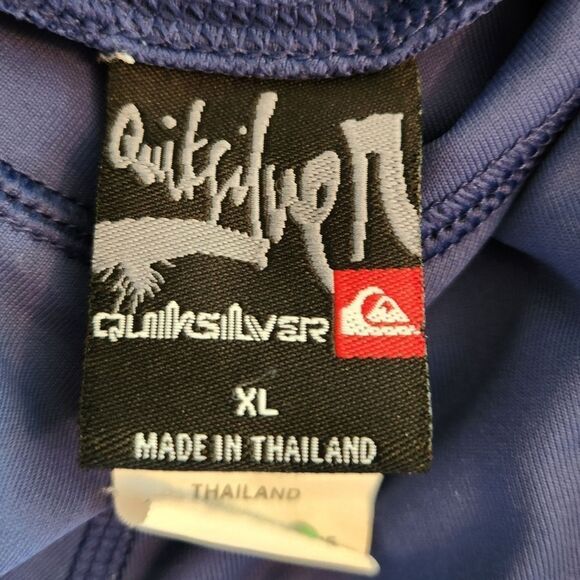 Quiksilver
QUIKSILVER
XL
MADE IN THAILAND
THAILAND